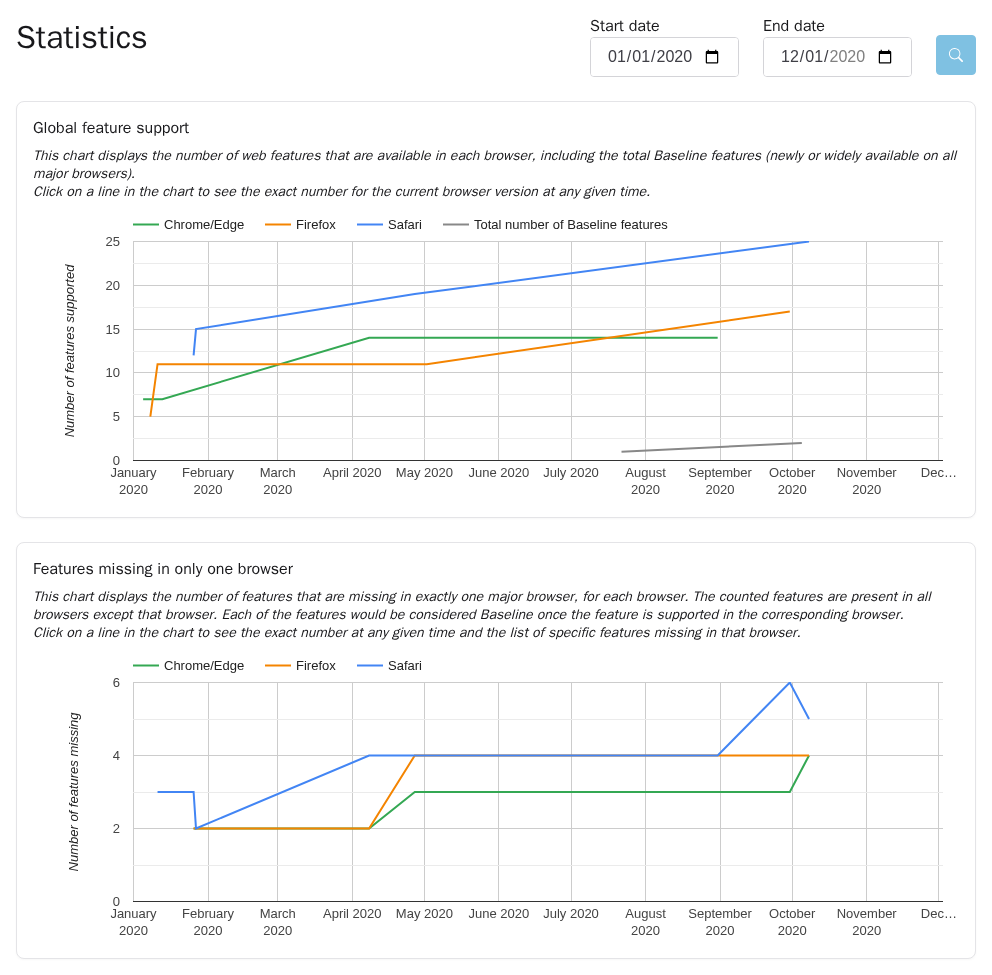 Statistics
Start date
End date
01/01/2020
12/01/2020
Global feature support
This chart displays the number of web features that are available in each browser, including the total Baseline features (newly or widely available on all
major browsers).
Click on a line in the chart to see the exact number for the current browser version at any given time.
Chrome/Edge
Firefox
Safari
Total number of Baseline features
Number of features supported
25
20
15
10
5
0
January
2020
February
2020
March
2020
April 2020
May 2020
June 2020
July 2020
August
2020
September
2020
October
2020
November
2020
Dec…
Features missing in only one browser
This chart displays the number of features that are missing in exactly one major browser, for each browser. The counted features are present in all
browsers except that browser. Each of the features would be considered Baseline once the feature is supported in the corresponding browser.
Click on a line in the chart to see the exact number at any given time and the list of specific features missing in that browser.
Chrome/Edge
Firefox
Safari
Number of features missing
6
4
2
0
January
2020
February
2020
March
2020
April 2020
May 2020
June 2020
July 2020
August
2020
September
2020
October
2020
November
2020
Dec…